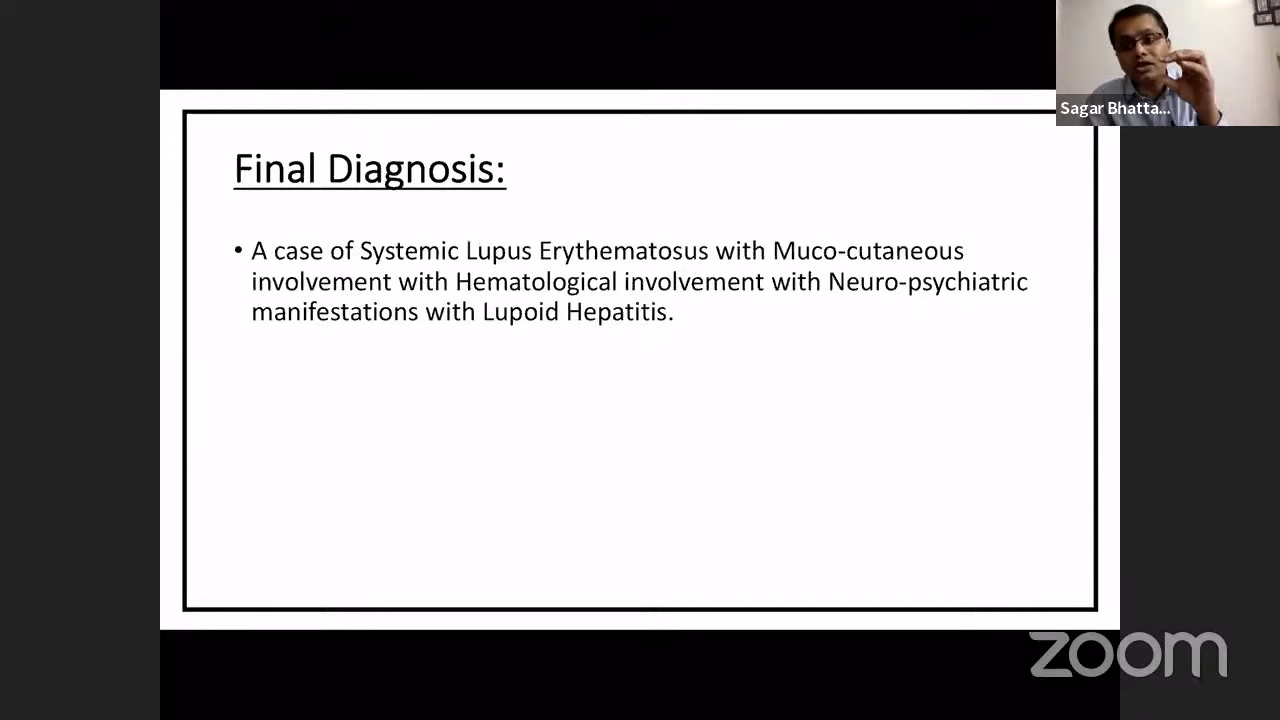 Sagar Bhatta...
Final Diagnosis:
• A case of Systemic Lupus Erythematosus with Muco-cutaneous
involvement with Hematological involvement with Neuro-psychiatric
manifestations with Lupoid Hepatitis.
zoom